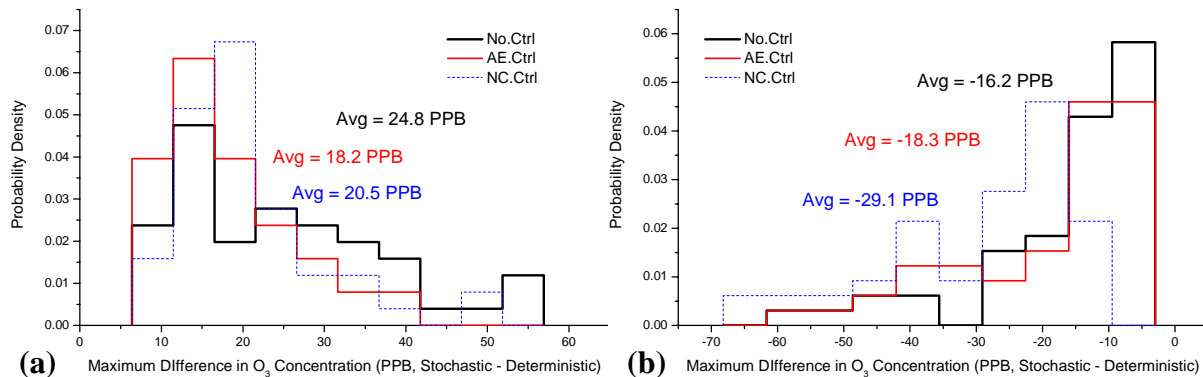 0.07
0.06
0.05
0.04
0.03
0.02
0.01
0.00
Probability Density
No.Ctrl
AE.Ctrl
NC.Ctrl
Avg = 24.8 PPB
Avg = 18.2 PPB
Avg = 20.5 PPB
0 10 20 30 40 50 60
(a)
Maximum DIfference in O3 Concentration (PPB, Stochastic - Deterministic)
0.06
0.05
0.04
0.03
0.02
0.01
0.00
Probability Density
No.Ctrl
AE.Ctrl
NC.Ctrl
Avg = -16.2 PPB
Avg = -18.3 PPB
Avg = -29.1 PPB
-70 -60 -50 -40 -30 -20 -10 0
(b)
Maximum DIfference in O3 Concentration (PPB, Stochastic - Deterministic)